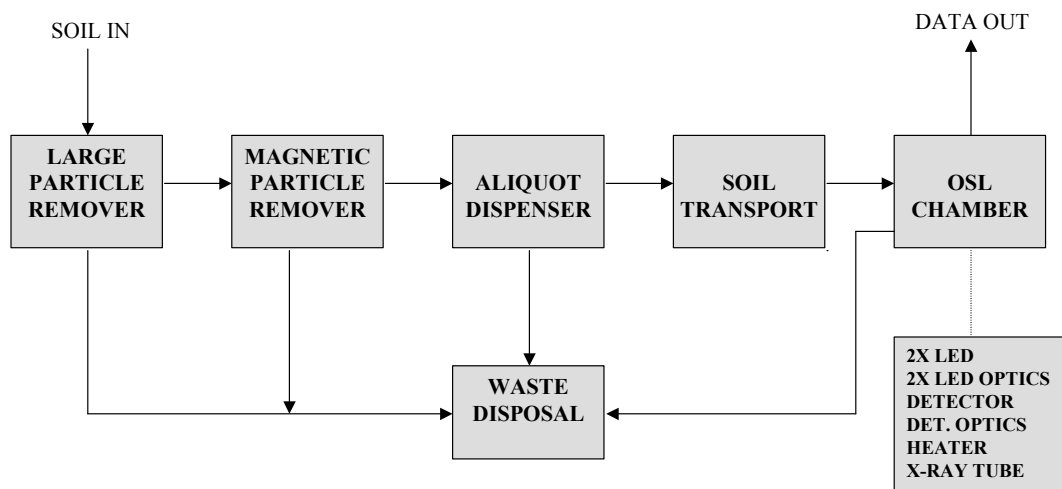 SOIL IN
DATA OUT
LARGE
PARTICLE
REMOVER
MAGNETIC
PARTICLE
REMOVER
ALIQUOT
DISPENSER
SOIL
TRANSPORT
OSL
CHAMBER
WASTE
DISPOSAL
2X LED
2X LED OPTICS
DETECTOR
DET. OPTICS
HEATER
X-RAY TUBE